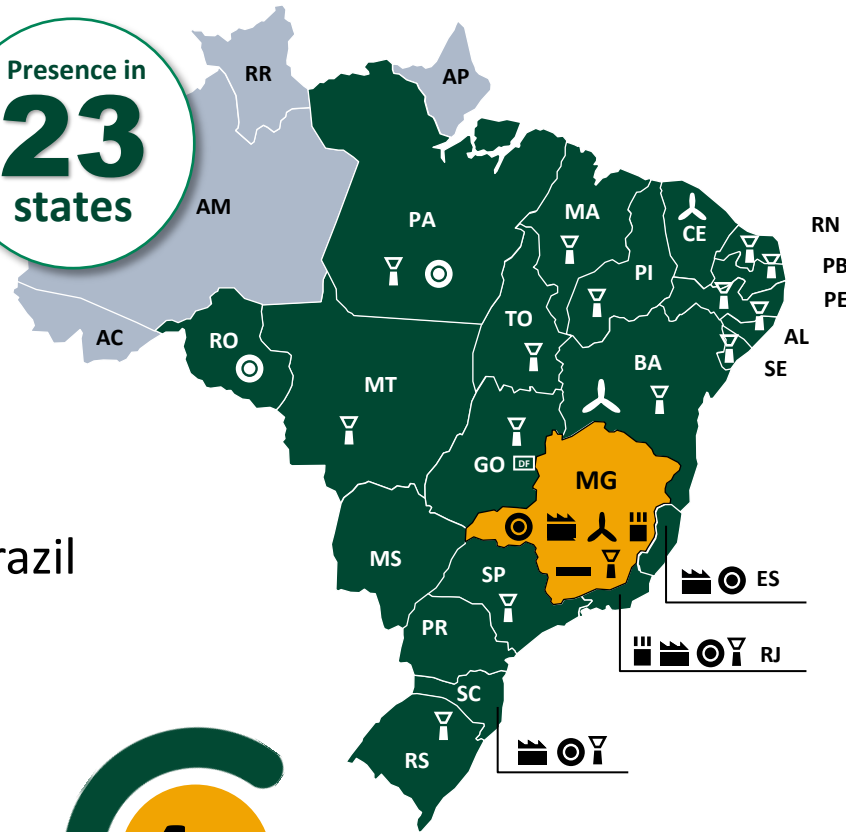 Presence in
23
states
RR
AP
AM
PA
MA
CE
RN
PI
PB
PE
TO
AC
RO
AL
BA
SE
MT
GO
DF
MG
MS
SP
ES
PR
RJ
SC
RS
razil